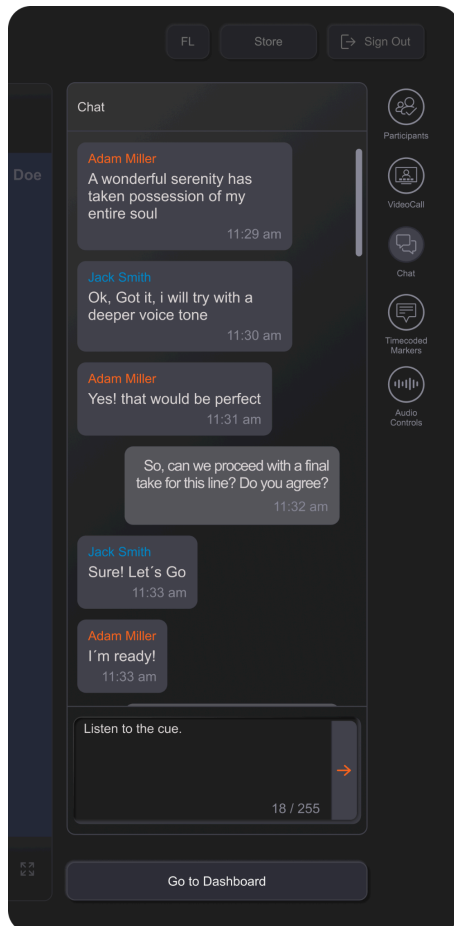 FL
Store
Sign Out
Chat
Participants
VideoCall
Chat
Timecoded
Markers
Audio
Controls
Doe
Adam Miller
A wonderful serenity has
taken possession of my
entire soul
11:29 am
Jack Smith
Ok, Got it, i will try with a
deeper voice tone
11:30 am
Adam Miller
Yes! that would be perfect
11:31 am
So, can we proceed with a final
take for this line? Do you agree?
11:32 am
Jack Smith
Sure! Let´s Go
11:33 am
Adam Miller
I´m ready!
11:33 am
Listen to the cue.
18 / 255
Go to Dashboard